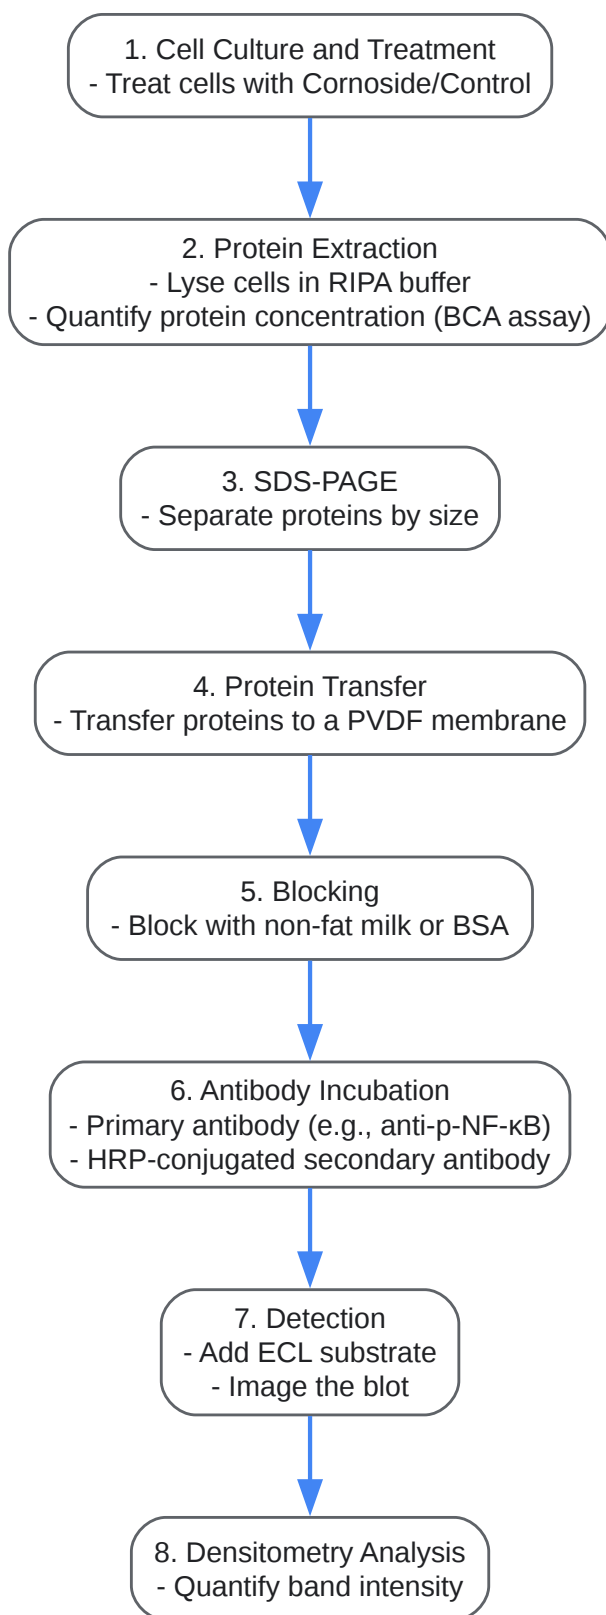 1. Cell Culture and Treatment
- Treat cells with Cornoside/Control
2. Protein Extraction
- Lyse cells in RIPA buffer
- Quantify protein concentration (BCA assay)
3. SDS-PAGE
- Separate proteins by size
4. Protein Transfer
- Transfer proteins to a PVDF membrane
5. Blocking
- Block with non-fat milk or BSA
6. Antibody Incubation
- Primary antibody (e.g., anti-p-NF-κB)
- HRP-conjugated secondary antibody
7. Detection
- Add ECL substrate
- Image the blot
8. Densitometry Analysis
- Quantify band intensity